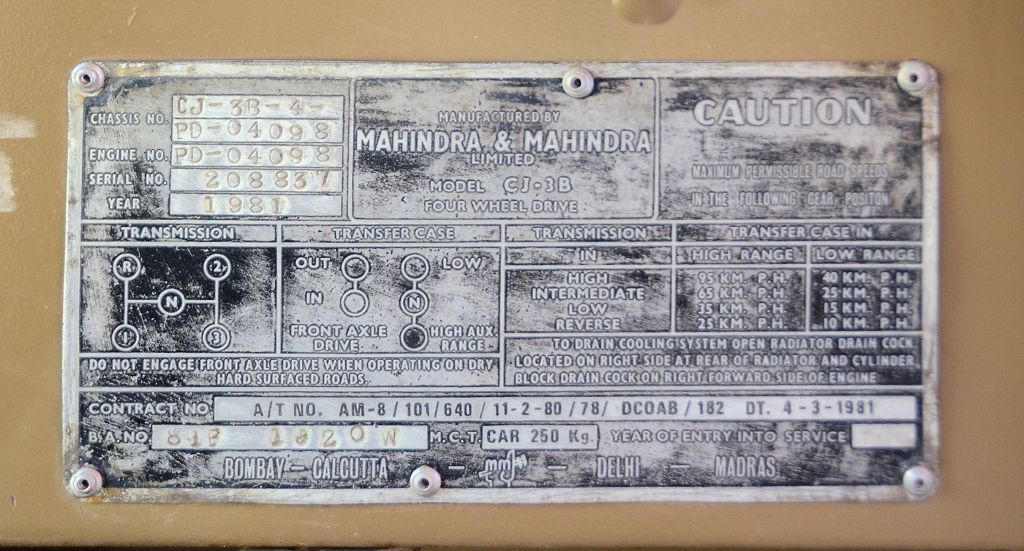 CHASSIS NO. CJ-3B-4-
PD-04098
ENGINE NO. PD-04098
SERIAL NO. 208837
YEAR 1981
MANUFACTURED BY
MAHINDRA & MAHINDRA
LIMITED
MODEL CJ-3B
FOUR WHEEL DRIVE
CAUTION
MAXIMUM PERMISSIBLE ROAD SPEEDS
IN THE FOLLOWING GEAR POSITON
TRANSMISSION
R 2
N
1 3
TRANSFER CASE
OUT LOW
IN N
FRONT AXLE DRIVE
HIGH AUX. RANGE
DO NOT ENGAGE FRONT AXLE DRIVE WHEN OPERATING ON DRY
HARD SURFACED ROADS.
TRANSMISSION TRANSFER CASE IN
IN HIGH RANGE LOW RANGE
HIGH 95 KM. P.H. 40 KM. P.H.
INTERMEDIATE 65 KM. P.H. 25 KM. P.H.
LOW 35 KM. P.H. 15 KM. P.H.
REVERSE 25 KM. P.H. 10 KM. P.H.
TO DRAIN COOLING SYSTEM OPEN RADIATOR DRAIN COCK
LOCATED ON RIGHT SIDE AT REAR OF RADIATOR AND CYLINDER
BLOCK DRAIN COCK ON RIGHT FORWARD SIDE OF ENGINE
CONTRACT NO. A/T NO. AM-8/101/640/11-2-80/78/DCOAB/182 DT. 4-3-1981
B.A. NO. M.C.T. CAR 250 Kg. YEAR OF ENTRY INTO SERVICE
BOMBAY - CALCUTTA - - DELHI - MADRAS